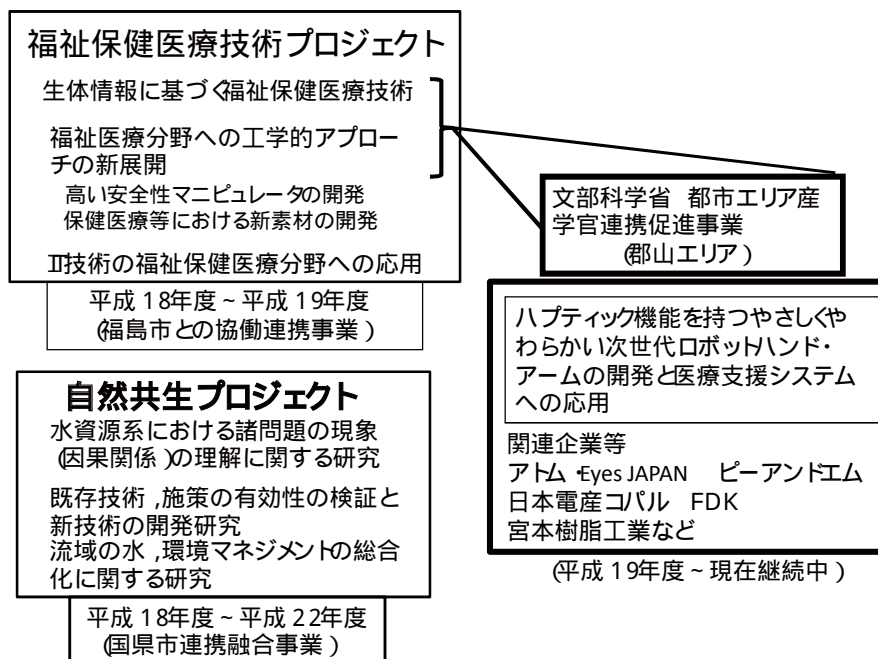 福祉保健医療技術プロジェクト
生体情報に基づく福祉保健医療技術
福祉医療分野への工学的アプロー
チの新展開
高い安全性マニピュレータの開発
保健医療等における新素材の開発
IT技術の福祉保健医療分野への応用
平成18年度~平成19年度
(福島市との協働連携事業)
自然共生プロジェクト
水資源系における諸問題の現象
(因果関係)の理解に関する研究
既存技術,施策の有効性の検証と
新技術の開発研究
流域の水,環境マネジメントの総合
化に関する研究
平成18年度~平成22年度
(国県市連携融合事業)
文部科学省 都市エリア産
学官連携促進事業
(郡山エリア)
ハプティック機能を持つやさしくや
わらかい次世代ロボットハンド・
アームの開発と医療支援システム
への応用
関連企業等
アトム・Eyes JAPAN ピーアンドエム
日本電産コパル FDK
宮本樹脂工業など
(平成19年度~現在継続中)